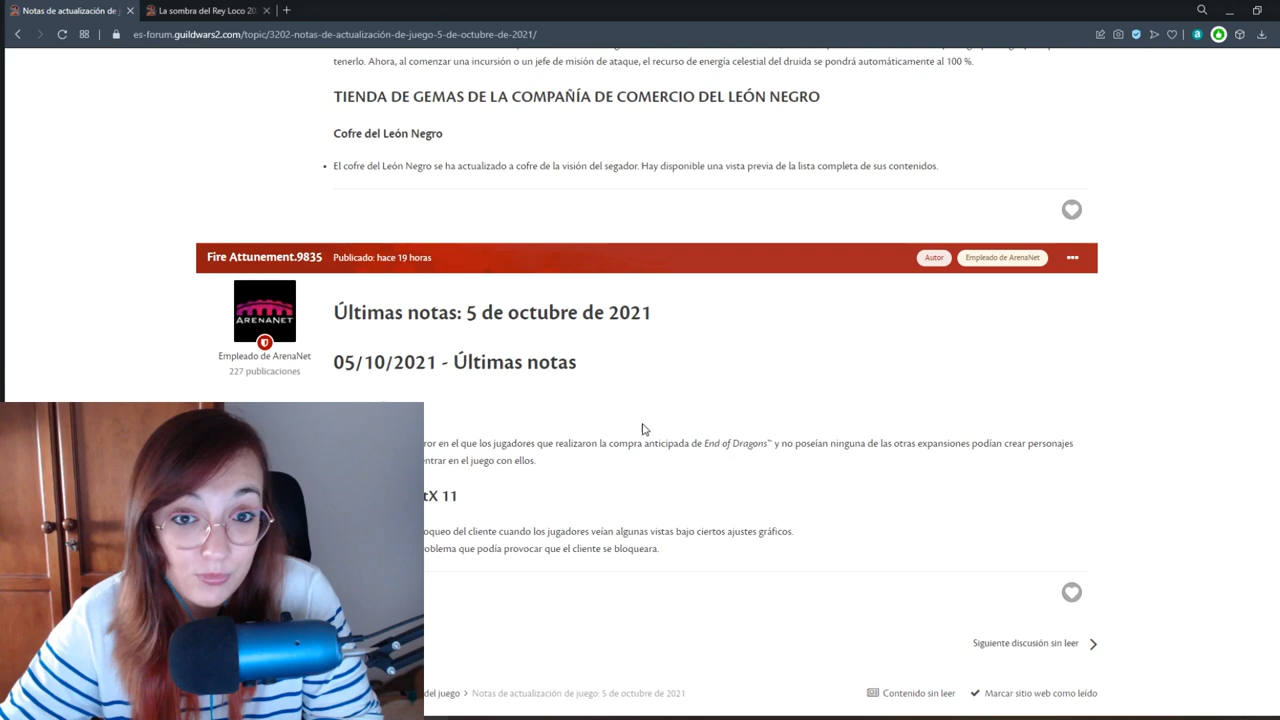 Notas de actualización de j
La sombra del Rey Loco 20
88
es-forum.guildwars2.com/topic/3202-notas-de-actualización-de-juego-5-de-octubre-de-2021/
tenerlo. Ahora, al comenzar una incursión o un jefe de misión de ataque, el recurso de energía celestial del druida se pondrá automáticamente al 100 %.
TIENDA DE GEMAS DE LA COMPAÑÍA DE COMERCIO DEL LEÓN NEGRO
Cofre del León Negro
• El cofre del León Negro se ha actualizado a cofre de la visión del segador. Hay disponible una vista previa de la lista completa de sus contenidos.
Fire Attunement.9835 Publicado: hace 19 horas Autor Empleado de ArenaNet
ARENANET
Empleado de ArenaNet
227 publicaciones
Últimas notas: 5 de octubre de 2021
05/10/2021 - Últimas notas
ror en el que los jugadores que realizaron la compra anticipada de End of Dragons™ y no poseían ninguna de las otras expansiones podían crear personajes
entrar en el juego con ellos.
tX 11
oqueo del cliente cuando los jugadores veían algunas vistas bajo ciertos ajustes gráficos.
oblema que podía provocar que el cliente se bloqueara.
Siguiente discusión sin leer
del juego > Notas de actualización de juego: 5 de octubre de 2021
Contenido sin leer
Marcar sitio web como leído